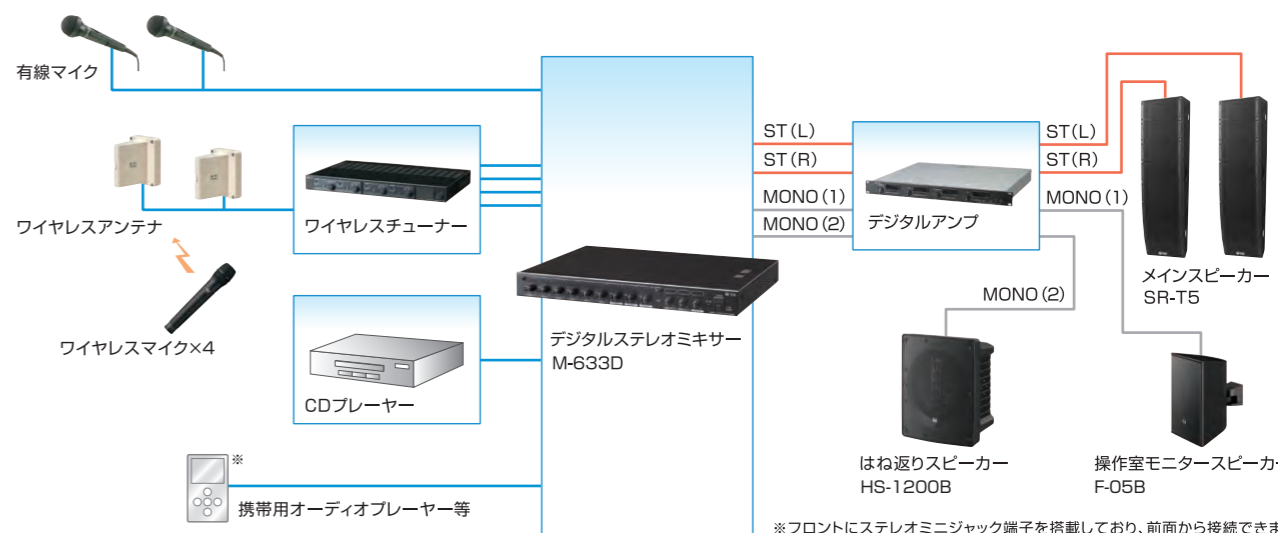 有線マイク
ワイヤレスアンテナ
ワイヤレスチューナー
ワイヤレスマイク×4
CDプレーヤー
※
携帯用オーディオプレーヤー等
デジタルステレオミキサー
M-633D
ST(L)
ST(R)
MONO(1)
MONO(2)
デジタルアンプ
ST(L)
ST(R)
MONO(1)
MONO(2)
メインスピーカー
SR-T5
はね返りスピーカー
HS-1200B
操作室モニタースピーカ
F-05B
※フロントにステレオミニジャック端子を搭載しており、前面から接続できま